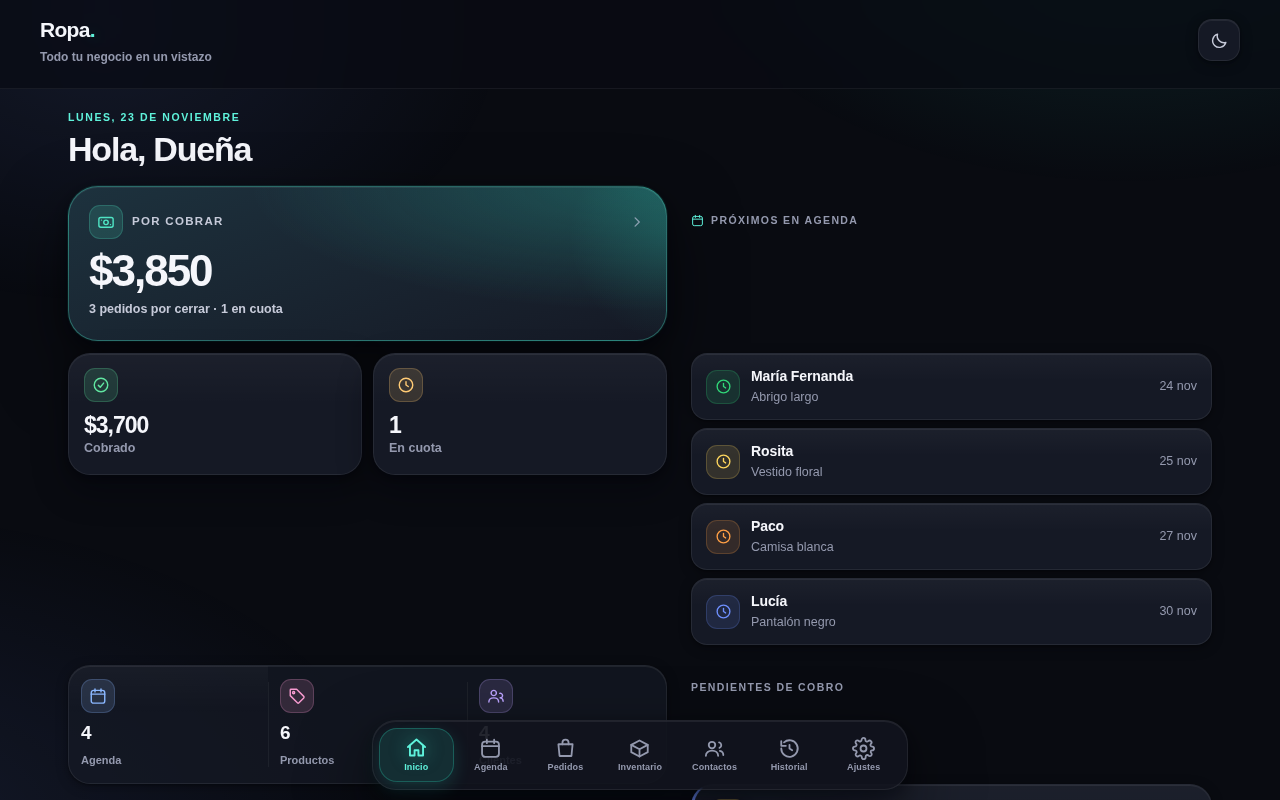 Ropa.
Todo tu negocio en un vistazo
LUNES, 23 DE NOVIEMBRE
Hola, Dueña
POR COBRAR
$3,850
3 pedidos por cerrar · 1 en cuota
$3,700
Cobrado
1
En cuota
PRÓXIMOS EN AGENDA
María Fernanda
Abrigo largo
24 nov
Rosita
Vestido floral
25 nov
Paco
Camisa blanca
27 nov
Lucía
Pantalón negro
30 nov
4
Agenda
6
Productos
4
PENDIENTES DE COBRO
Inicio
Agenda
Pedidos
Inventario
Contactos
Historial
Ajustes